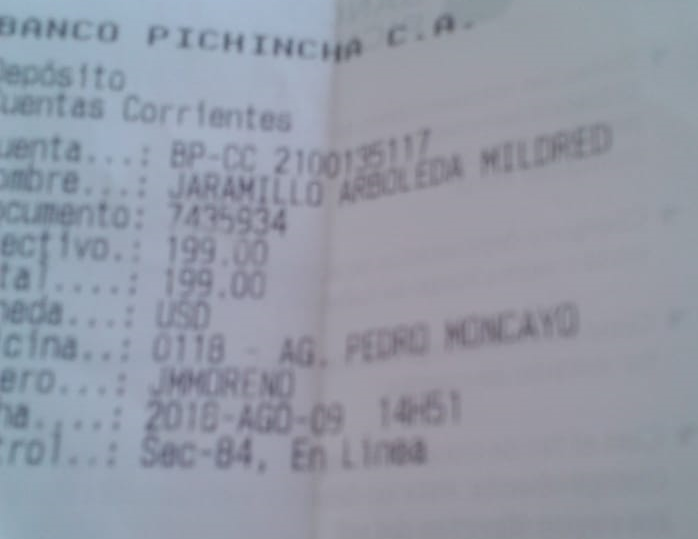 BANCO PICHINCHA C.A.
Depósito
Cuentas Corrientes
uenta...: BP-CC 2100135117
ombre...: JARAMILLO ARBOLEDA MILDRED
ocumento: 7435934
ectivo.: 199.00
tal....: 199.00
neda...: USD
icina..: 0118 - AG. PEDRO MONCAYO
ero...: JMMORENO
ha....: 2018-AGO-09 14H51
trol..: Sec-84, En Linea